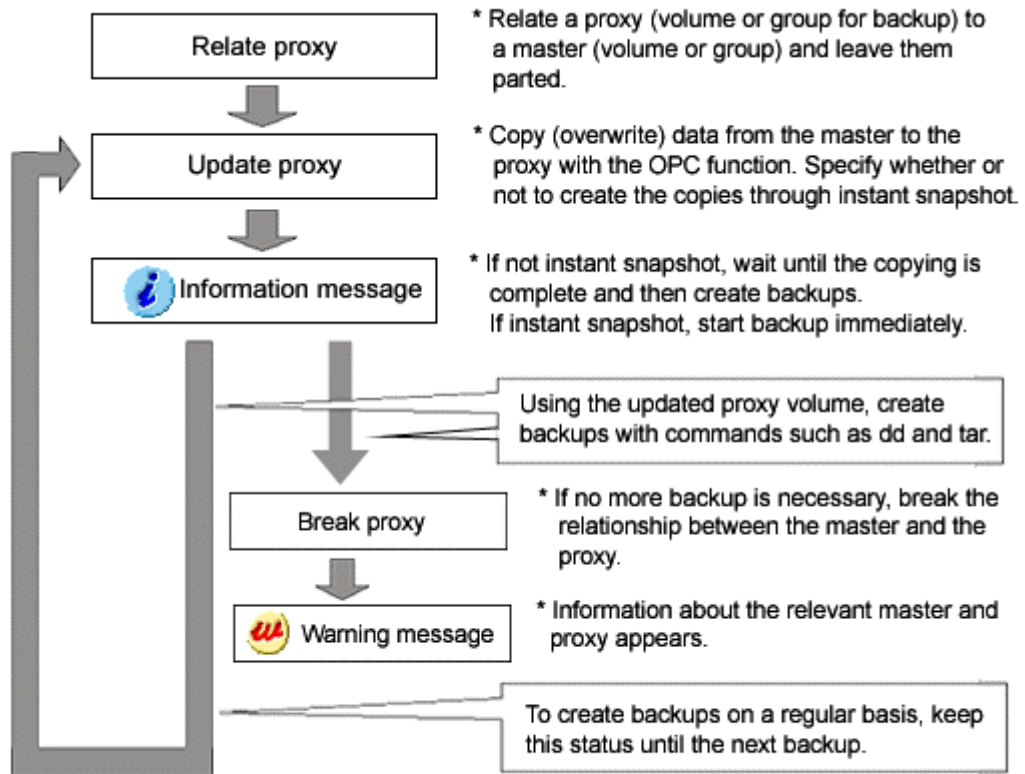 Relate proxy
* Relate a proxy (volume or group for backup) to
a master (volume or group) and leave them
parted.
Update proxy
* Copy (overwrite) data from the master to the
proxy with the OPC function. Specify whether or
not to create the copies through instant snapshot.
i Information message
* If not instant snapshot, wait until the copying is
complete and then create backups.
If instant snapshot, start backup immediately.
Using the updated proxy volume, create
backups with commands such as dd and tar.
Break proxy
* If no more backup is necessary, break the
relationship between the master and the
proxy.
w Warning message
* Information about the relevant master and
proxy appears.
To create backups on a regular basis, keep
this status until the next backup.